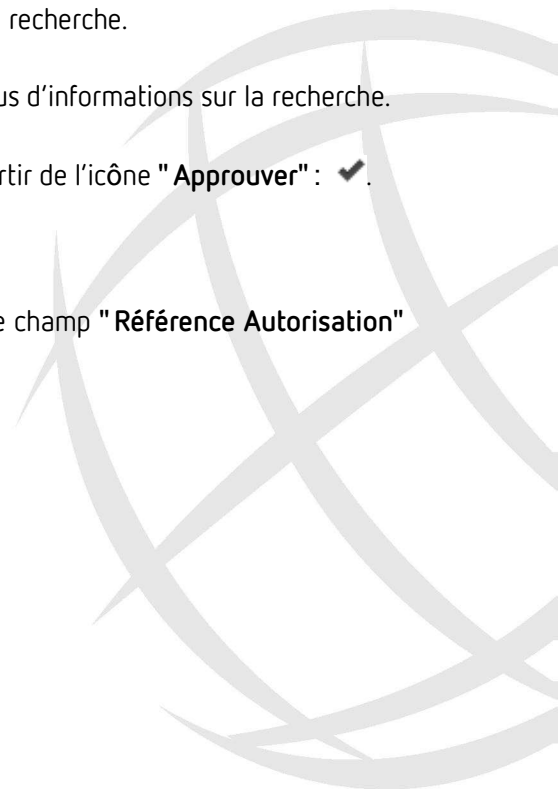 recherche.
us d'informations sur la recherche.
rtir de l'icône "Approuver" : ✔.
e champ "Référence Autorisation"